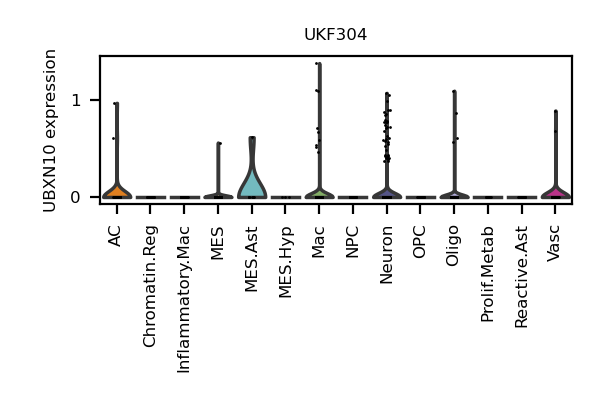 UKF304
UBXN10 expression
1
0
AC
Chromatin.Reg
Inflammatory.Mac
MES
MES.Ast
MES.Hyp
Mac
NPC
Neuron
OPC
Oligo
Prolif.Metab
Reactive.Ast
Vasc